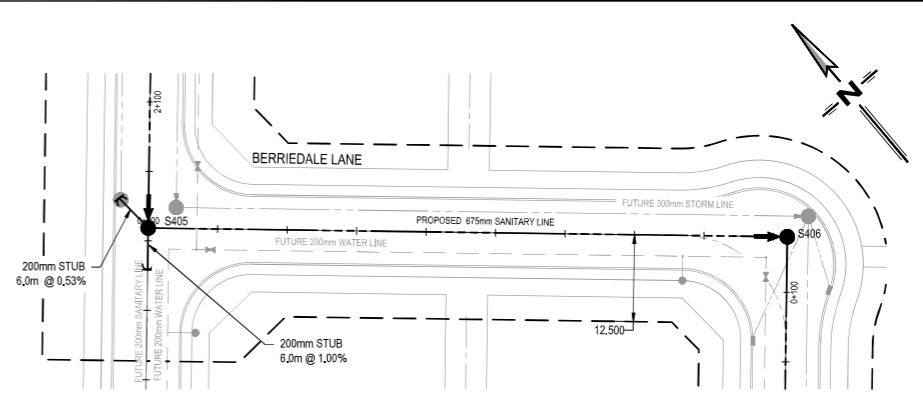 2+100
N
BERRIEDALE LANE
FUTURE 300mm STORM LINE
S405
PROPOSED 675mm SANITARY LINE
S406
FUTURE 200mm WATER LINE
200mm STUB
6.0m @ 0.53%
FUTURE 200mm SANITARY LINE
FUTURE 200mm WATER LINE
0+100
12,500
200mm STUB
6.0m @ 1.00%